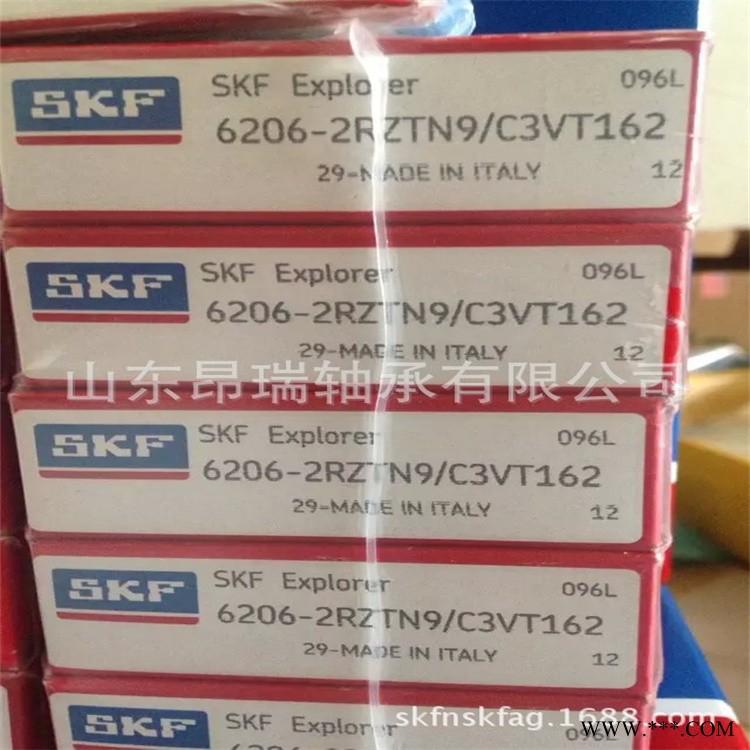 SKF
SKF Explorer
096L
6206-2RZTN9/C3VT162
29-MADE IN ITALY
12
SKF
SKF Explorer
096L
6206-2RZTN9/C3VT162
29-MADE IN ITALY
12
山东昂瑞轴承有限公司
SKF
SKF Explorer
096L
6206-2RZTN9/C3VT162
29-MADE IN ITALY
12
SKF
SKF Explorer
096L
6206-2RZTN9/C3VT162
29-MADE IN ITALY
12
SKF
SKF Explorer
skfnskfag.1688.com
www.***.com